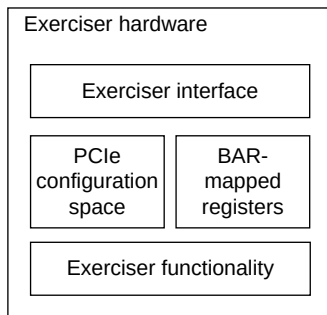 Exerciser hardware
Exerciser interface
PCIe
configuration
space
BAR-
mapped
registers
Exerciser functionality